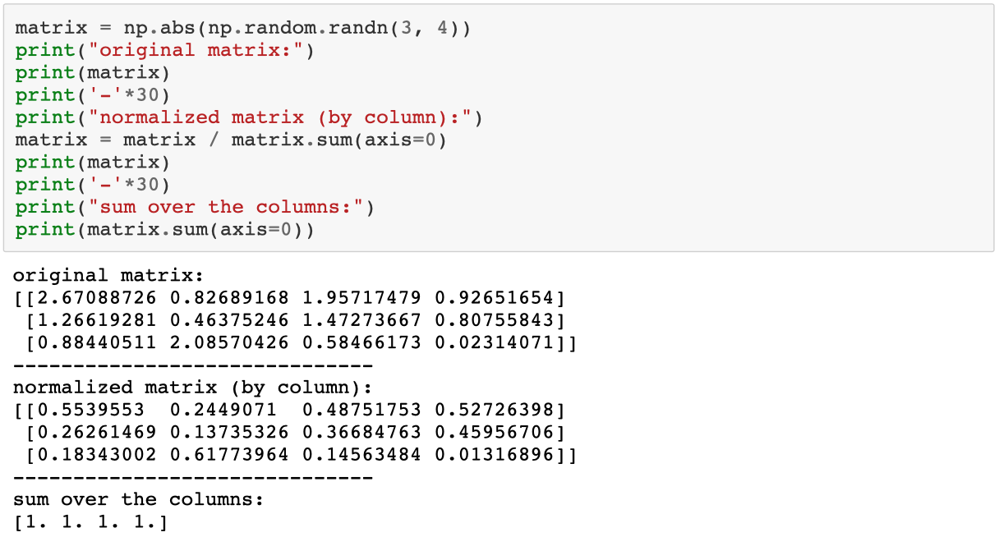 matrix = np.abs(np.random.randn(3, 4))
print("original matrix:")
print(matrix)
print('-'*30)
print("normalized matrix (by column):")
matrix = matrix / matrix.sum(axis=0)
print(matrix)
print('-'*30)
print("sum over the columns:")
print(matrix.sum(axis=0))
original matrix:
[[2.67088726 0.82689168 1.95717479 0.92651654]
 [1.26619281 0.46375246 1.47273667 0.80755843]
 [0.88440511 2.08570426 0.58466173 0.02314071]]
------------------------------
normalized matrix (by column):
[[0.5539553  0.2449071  0.48751753 0.52726398]
 [0.26261469 0.13735326 0.36684763 0.45956706]
 [0.18343002 0.61773964 0.14563484 0.01316896]]
------------------------------
sum over the columns:
[1. 1. 1. 1.]